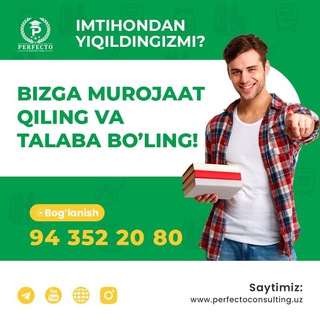 PERFECTO
IMTIHONDAN
YIQILDINGIZMI?
BIZGA MUROJAAT
QILING VA
TALABA BO'LING!
Bog'lanish
94 352 20 80
Saytimiz:
www.perfectoconsulting.uz